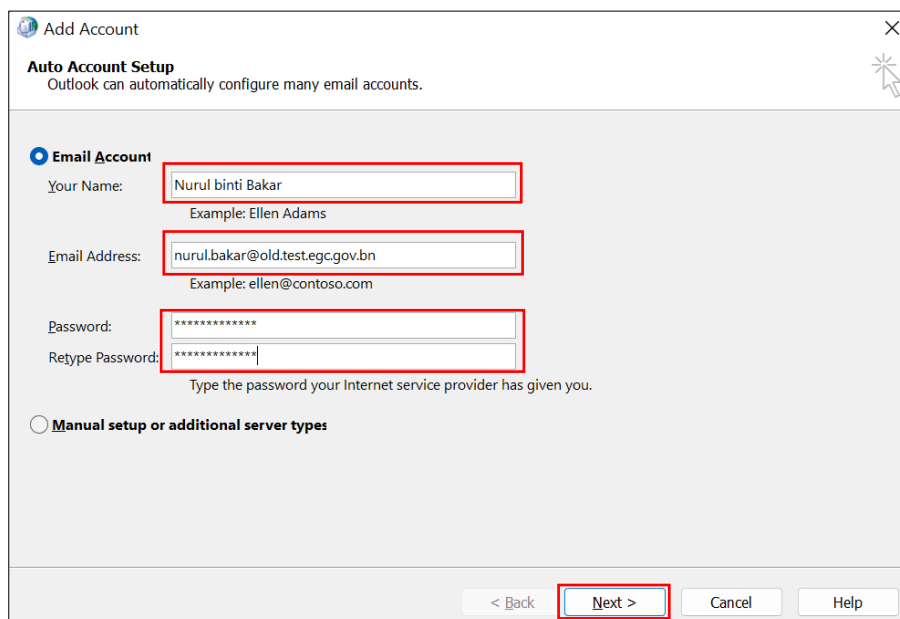 Add Account
Auto Account Setup
Outlook can automatically configure many email accounts.
Email Account
Your Name: Nurul binti Bakar
Example: Ellen Adams
Email Address: nurul.bakar@old.test.egc.gov.bn
Example: ellen@contoso.com
Password: *************
Retype Password: *************
Type the password your Internet service provider has given you.
Manual setup or additional server types
< Back Next > Cancel Help